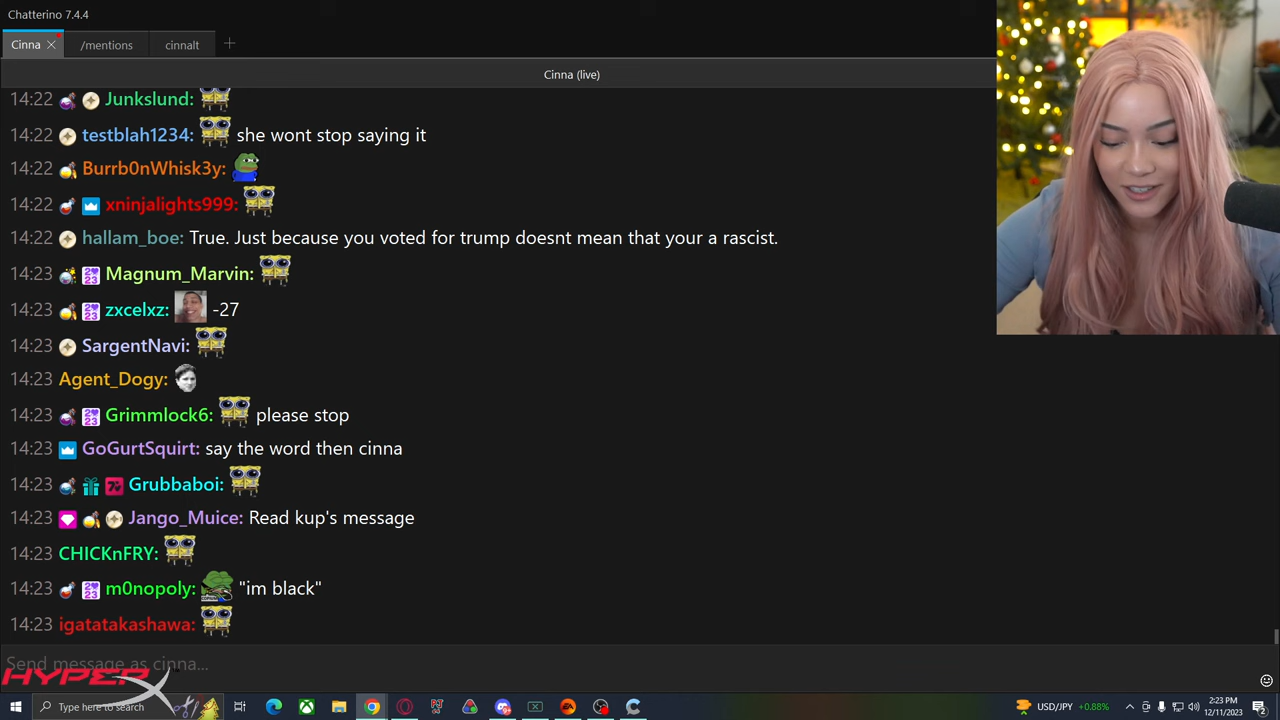 Chatterino 7.4.4
Cinna /mentions cinnalt
Cinna (live)
14:22 Junkslund:
14:22 testblah1234: she wont stop saying it
14:22 Burrb0nWhisk3y:
14:22 xninjalights999:
14:22 hallam_boe: True. Just because you voted for trump doesnt mean that your a rascist.
14:23 Magnum_Marvin:
14:23 zxcelxz: -27
14:23 SargentNavi:
14:23 Agent_Dogy:
14:23 Grimmlock6: please stop
14:23 GoGurtSquirt: say the word then cinna
14:23 Grubbaboi:
14:23 Jango_Muice: Read kup's message
14:23 CHICKnFRY:
14:23 m0nopoly: "im black"
14:23 igatatakashawa:
Send message as cinna...
HYPERX
Type here to search
USD/JPY +0.88%
2:23 PM
12/11/2023
2